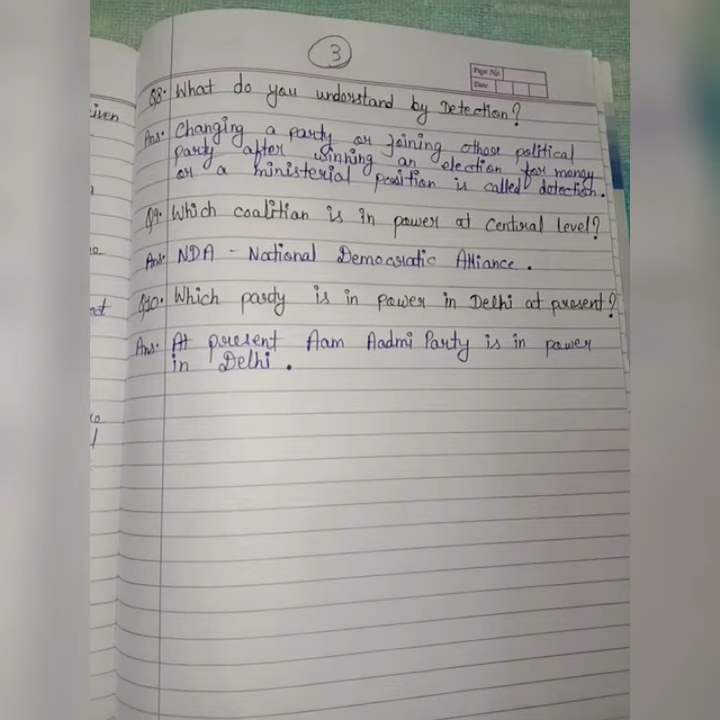 3
Page No.
Date
Q8. What do you understand by Detection?
Ans. Changing a party or joining other political
party after winning an election for money
or a ministerial position is called detection.
Q9. Which coalition is in power at Central level?
Ans. NDA - National Democratic Alliance.
Q10. Which party is in power in Delhi at present?
Ans. At present Aam Aadmi Party is in power
in Delhi.
iven